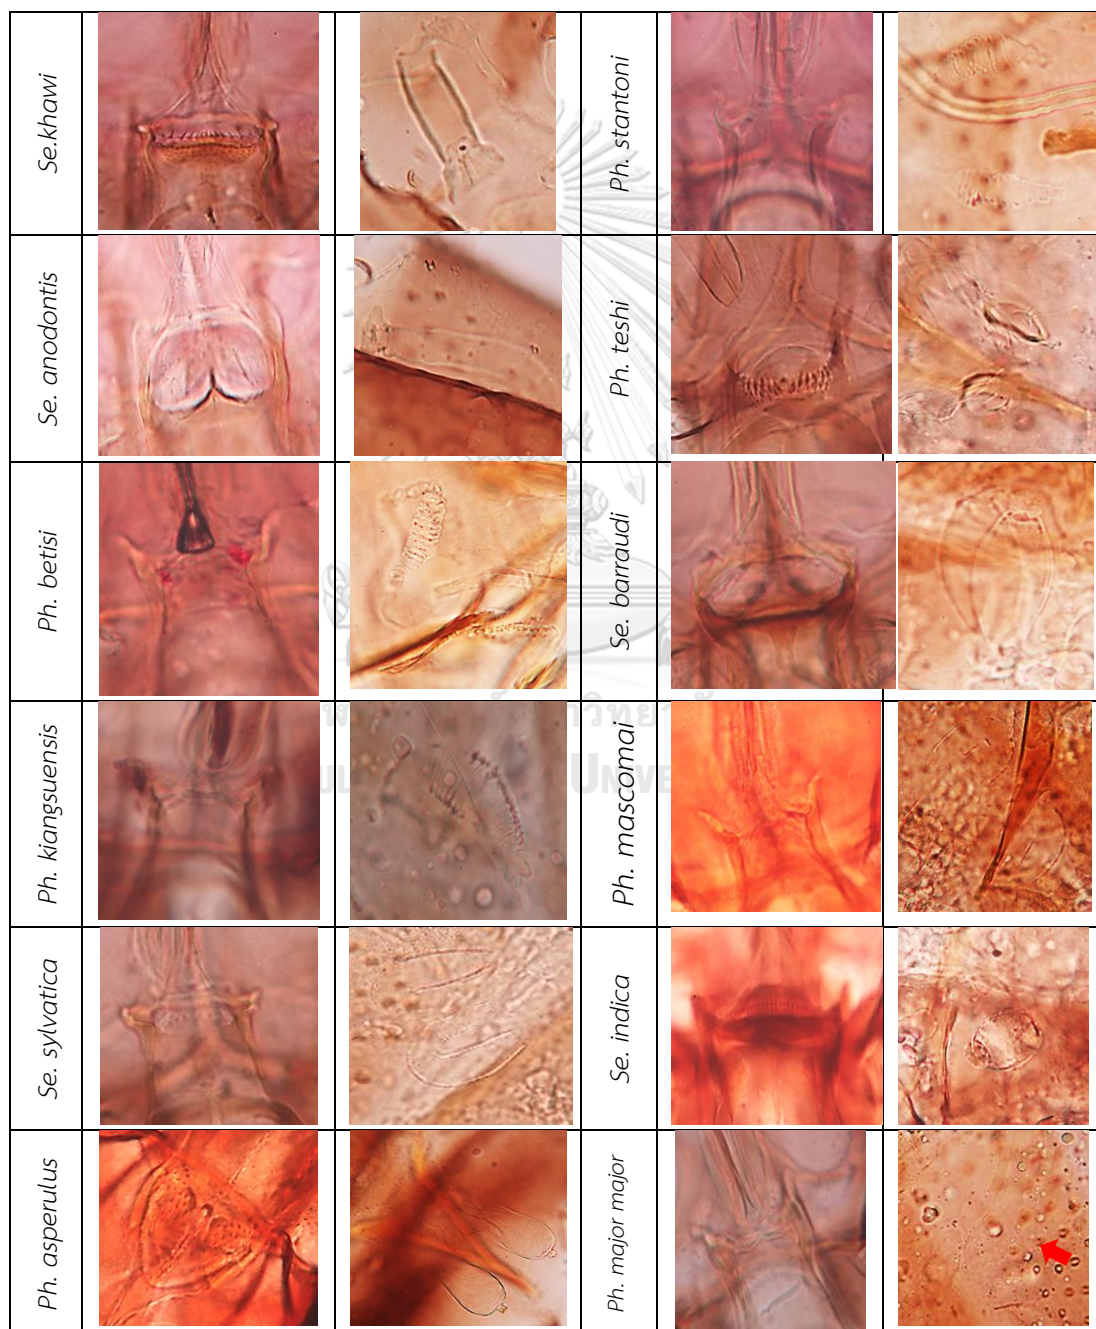 Se.khawi
Ph. stantoni
Se. anodontis
Ph. teshi
Ph. betisi
Se. barraudi
Ph. kiangsuensis
Ph. mascomai
Se. sylvatica
Se. indica
Ph. asperulus
Ph. major major